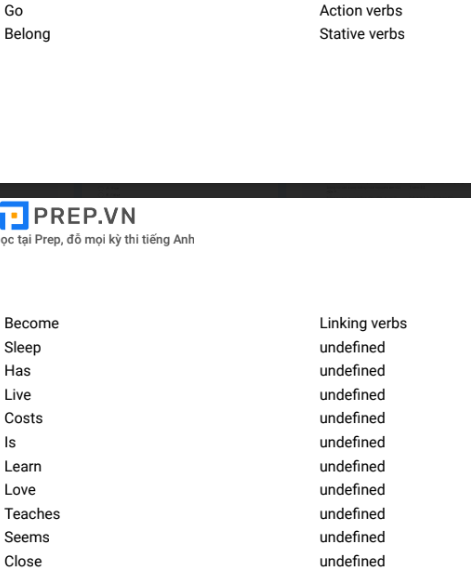 Go Action verbs
Belong Stative verbs
PREP.VN
ọc tại Prep, đỗ mọi kỳ thi tiếng Anh
Become Linking verbs
Sleep undefined
Has undefined
Live undefined
Costs undefined
Is undefined
Learn undefined
Love undefined
Teaches undefined
Seems undefined
Close undefined